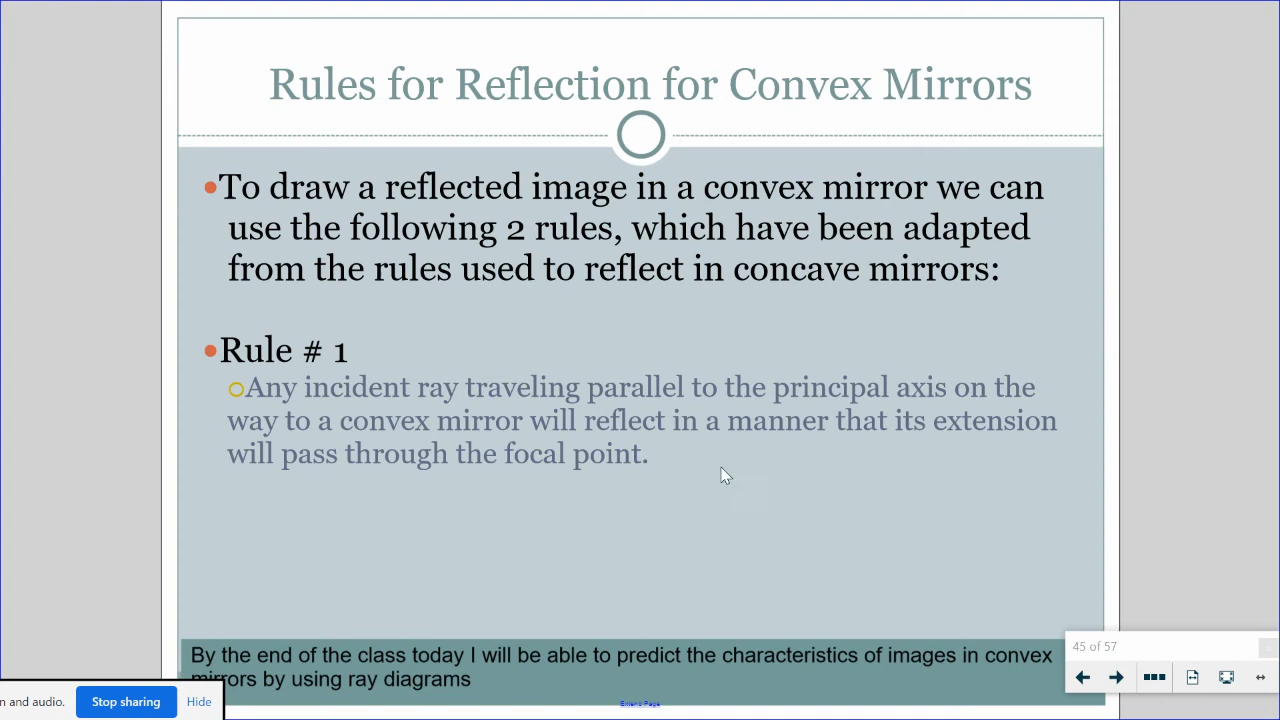 Rules for Reflection for Convex Mirrors
•To draw a reflected image in a convex mirror we can
use the following 2 rules, which have been adapted
from the rules used to reflect in concave mirrors:
•Rule # 1
Any incident ray traveling parallel to the principal axis on the
way to a convex mirror will reflect in a manner that its extension
will pass through the focal point.
By the end of the class today I will be able to predict the characteristics of images in convex
mirrors by using ray diagrams
Extend Page
45 of 57
n and audio.
Stop sharing
Hide